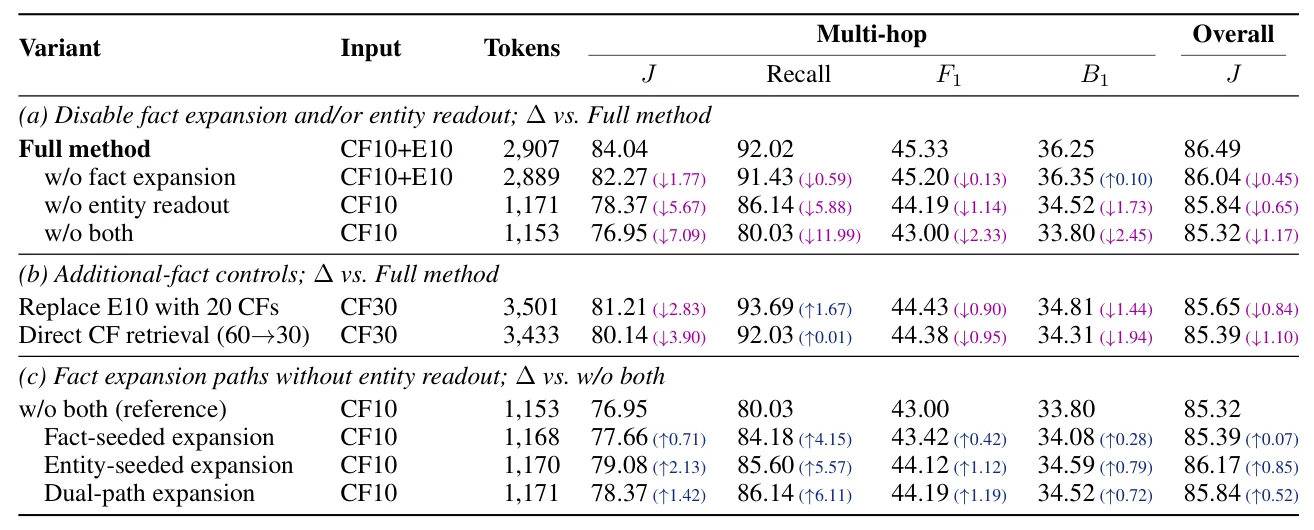 Variant Input Tokens Multi-hop Overall
J Recall F1 B1 J
(a) Disable fact expansion and/or entity readout; Δ vs. Full method
Full method CF10+E10 2,907 84.04 92.02 45.33 36.25 86.49
w/o fact expansion CF10+E10 2,889 82.27 (↓1.77) 91.43 (↓0.59) 45.20 (↓0.13) 36.35 (↑0.10) 86.04 (↓0.45)
w/o entity readout CF10 1,171 78.37 (↓5.67) 86.14 (↓5.88) 44.19 (↓1.14) 34.52 (↓1.73) 85.84 (↓0.65)
w/o both CF10 1,153 76.95 (↓7.09) 80.03 (↓11.99) 43.00 (↓2.33) 33.80 (↓2.45) 85.32 (↓1.17)
(b) Additional-fact controls; Δ vs. Full method
Replace E10 with 20 CFs CF30 3,501 81.21 (↓2.83) 93.69 (↑1.67) 44.43 (↓0.90) 34.81 (↓1.44) 85.65 (↓0.84)
Direct CF retrieval (60→30) CF30 3,433 80.14 (↓3.90) 92.03 (↑0.01) 44.38 (↓0.95) 34.31 (↓1.94) 85.39 (↓1.10)
(c) Fact expansion paths without entity readout; Δ vs. w/o both
w/o both (reference) CF10 1,153 76.95 80.03 43.00 33.80 85.32
Fact-seeded expansion CF10 1,168 77.66 (↑0.71) 84.18 (↑4.15) 43.42 (↑0.42) 34.08 (↑0.28) 85.39 (↑0.07)
Entity-seeded expansion CF10 1,170 79.08 (↑2.13) 85.60 (↑5.57) 44.12 (↑1.12) 34.59 (↑0.79) 86.17 (↑0.85)
Dual-path expansion CF10 1,171 78.37 (↑1.42) 86.14 (↑6.11) 44.19 (↑1.19) 34.52 (↑0.72) 85.84 (↑0.52)